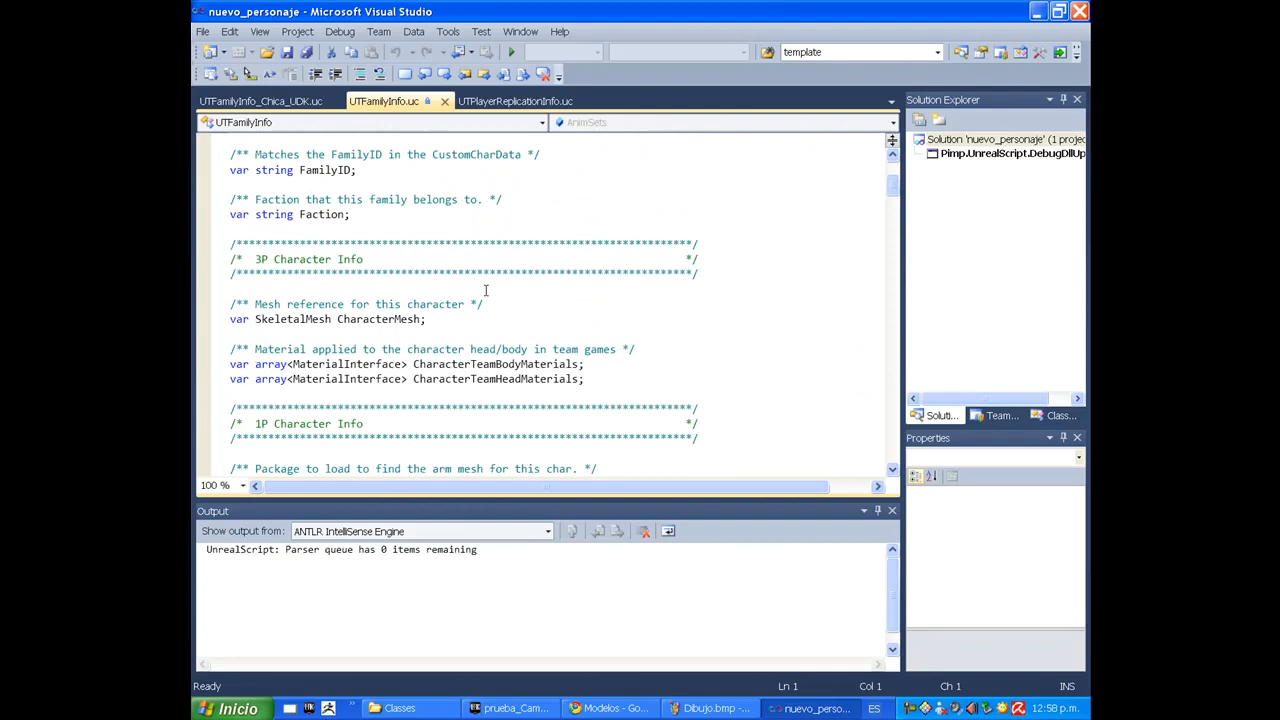 nuevo_personaje - Microsoft Visual Studio
File Edit View Project Debug Team Data Tools Test Window Help
template
UTFamilyInfo_Chica_UDK.uc UTFamilyInfo.uc UTPlayerReplicationInfo.uc
UTFamilyInfo AnimSets
/** Matches the FamilyID in the CustomCharData */
var string FamilyID;
/** Faction that this family belongs to. */
var string Faction;
/************************************************************************/
/* 3P Character Info */
/************************************************************************/
/** Mesh reference for this character */
var SkeletalMesh CharacterMesh;
/** Material applied to the character head/body in team games */
var array<MaterialInterface> CharacterTeamBodyMaterials;
var array<MaterialInterface> CharacterTeamHeadMaterials;
/************************************************************************/
/* 1P Character Info */
/************************************************************************/
/** Package to load to find the arm mesh for this char. */
100 %
Solution Explorer
Solution 'nuevo_personaje' (1 projec
Pimp.UnrealScript.DebugDllUp
Soluti... Team... Class...
Properties
Output
Show output from: ANTLR IntelliSense Engine
UnrealScript: Parser queue has 0 items remaining
Ready Ln 1 Col 1 Ch 1 INS
Inicio Classes prueba_Cam... Modelos - Go... Dibujo.bmp - ... nuevo_perso... ES 12:58 p.m.